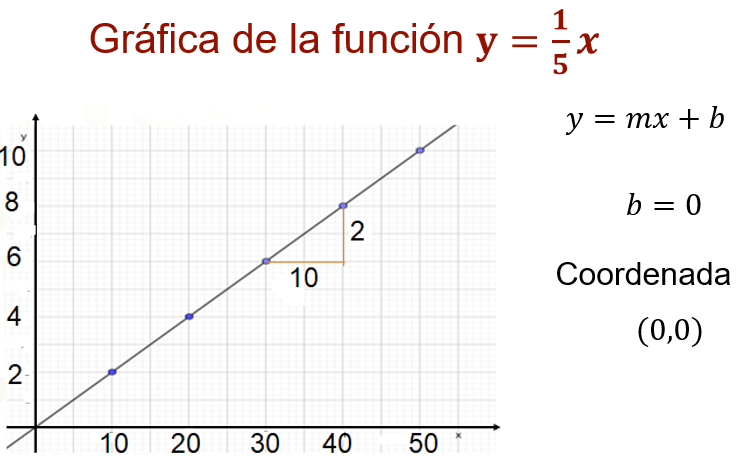 Gráfica de la función y = 1/5 x
y = mx + b
b = 0
Coordenada
(0,0)
y
10
8
6
4
2
2
10
10 20 30 40 50 x